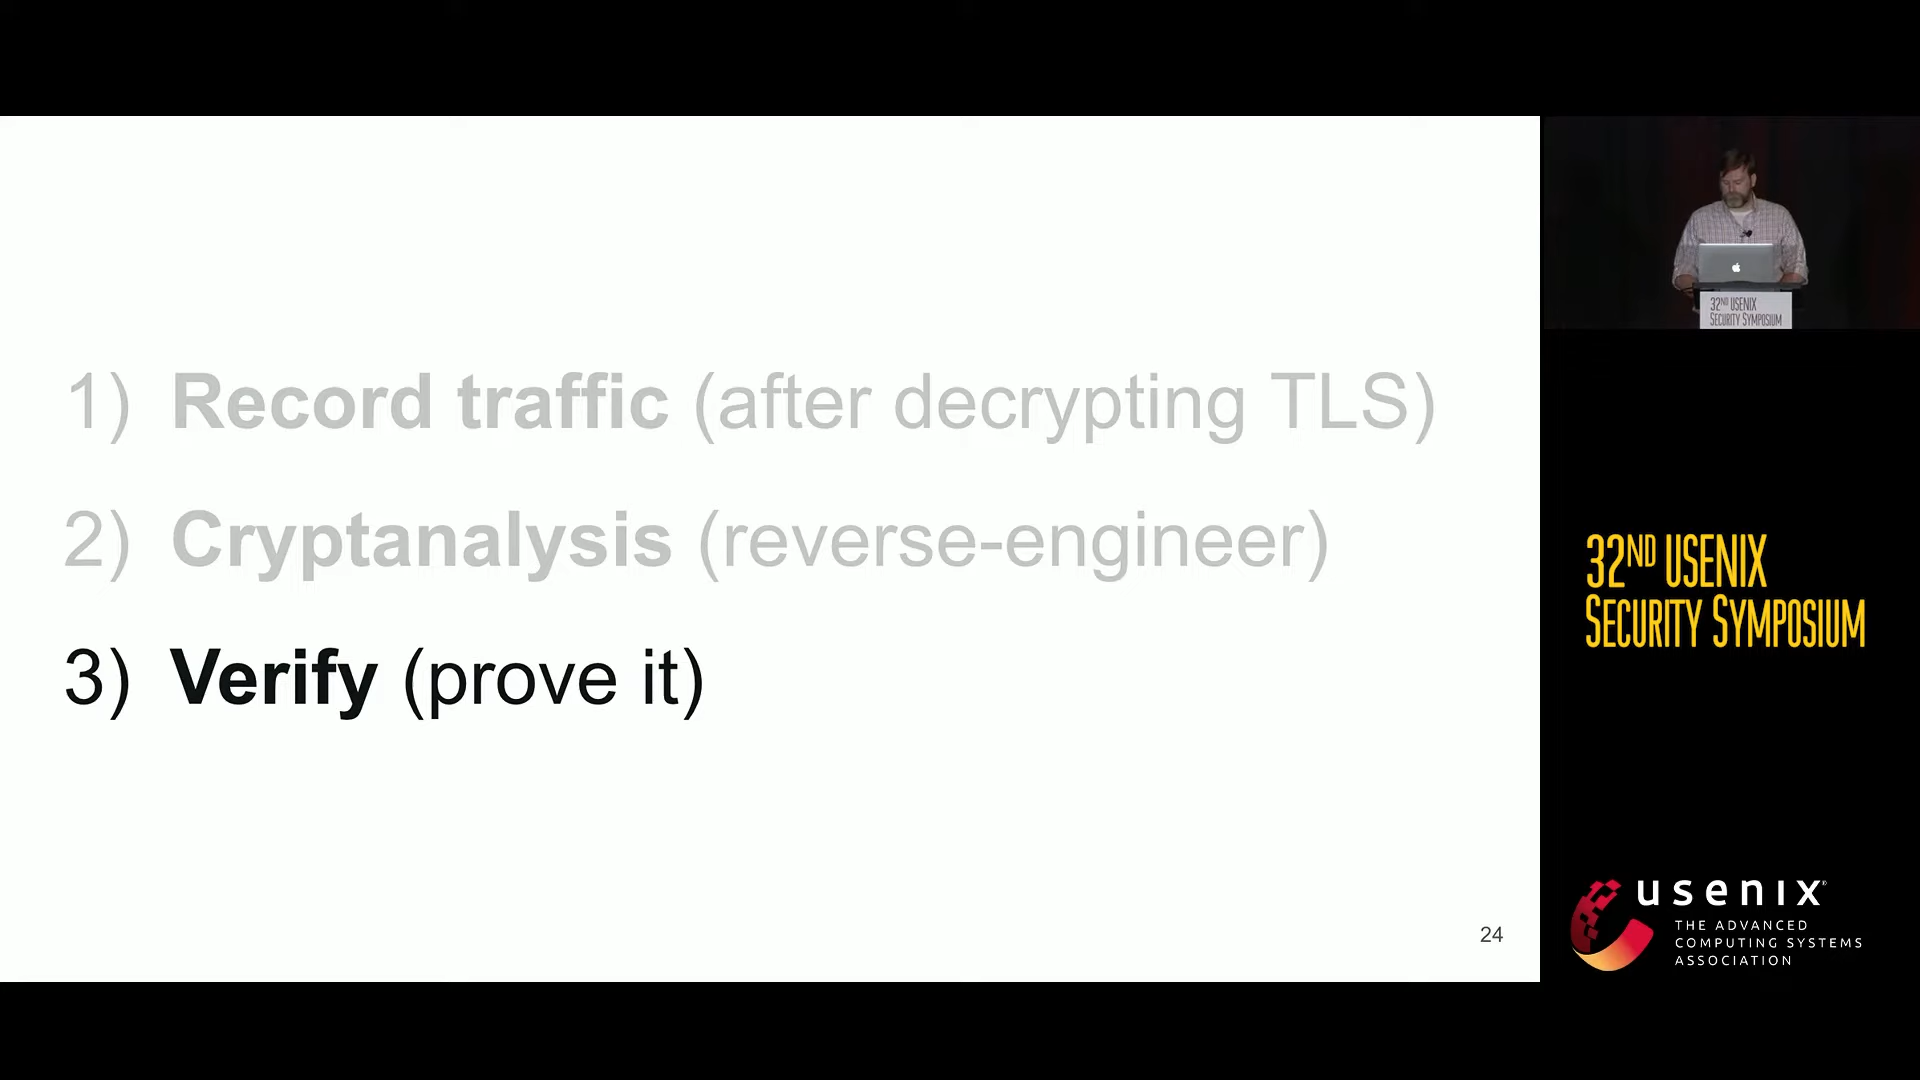 1) Record traffic (after decrypting TLS)
2) Cryptanalysis (reverse-engineer)
3) Verify (prove it)
24
32ND USENIX
SECURITY SYMPOSIUM
32ND USENIX
SECURITY SYMPOSIUM
usenix®
THE ADVANCED
COMPUTING SYSTEMS
ASSOCIATION